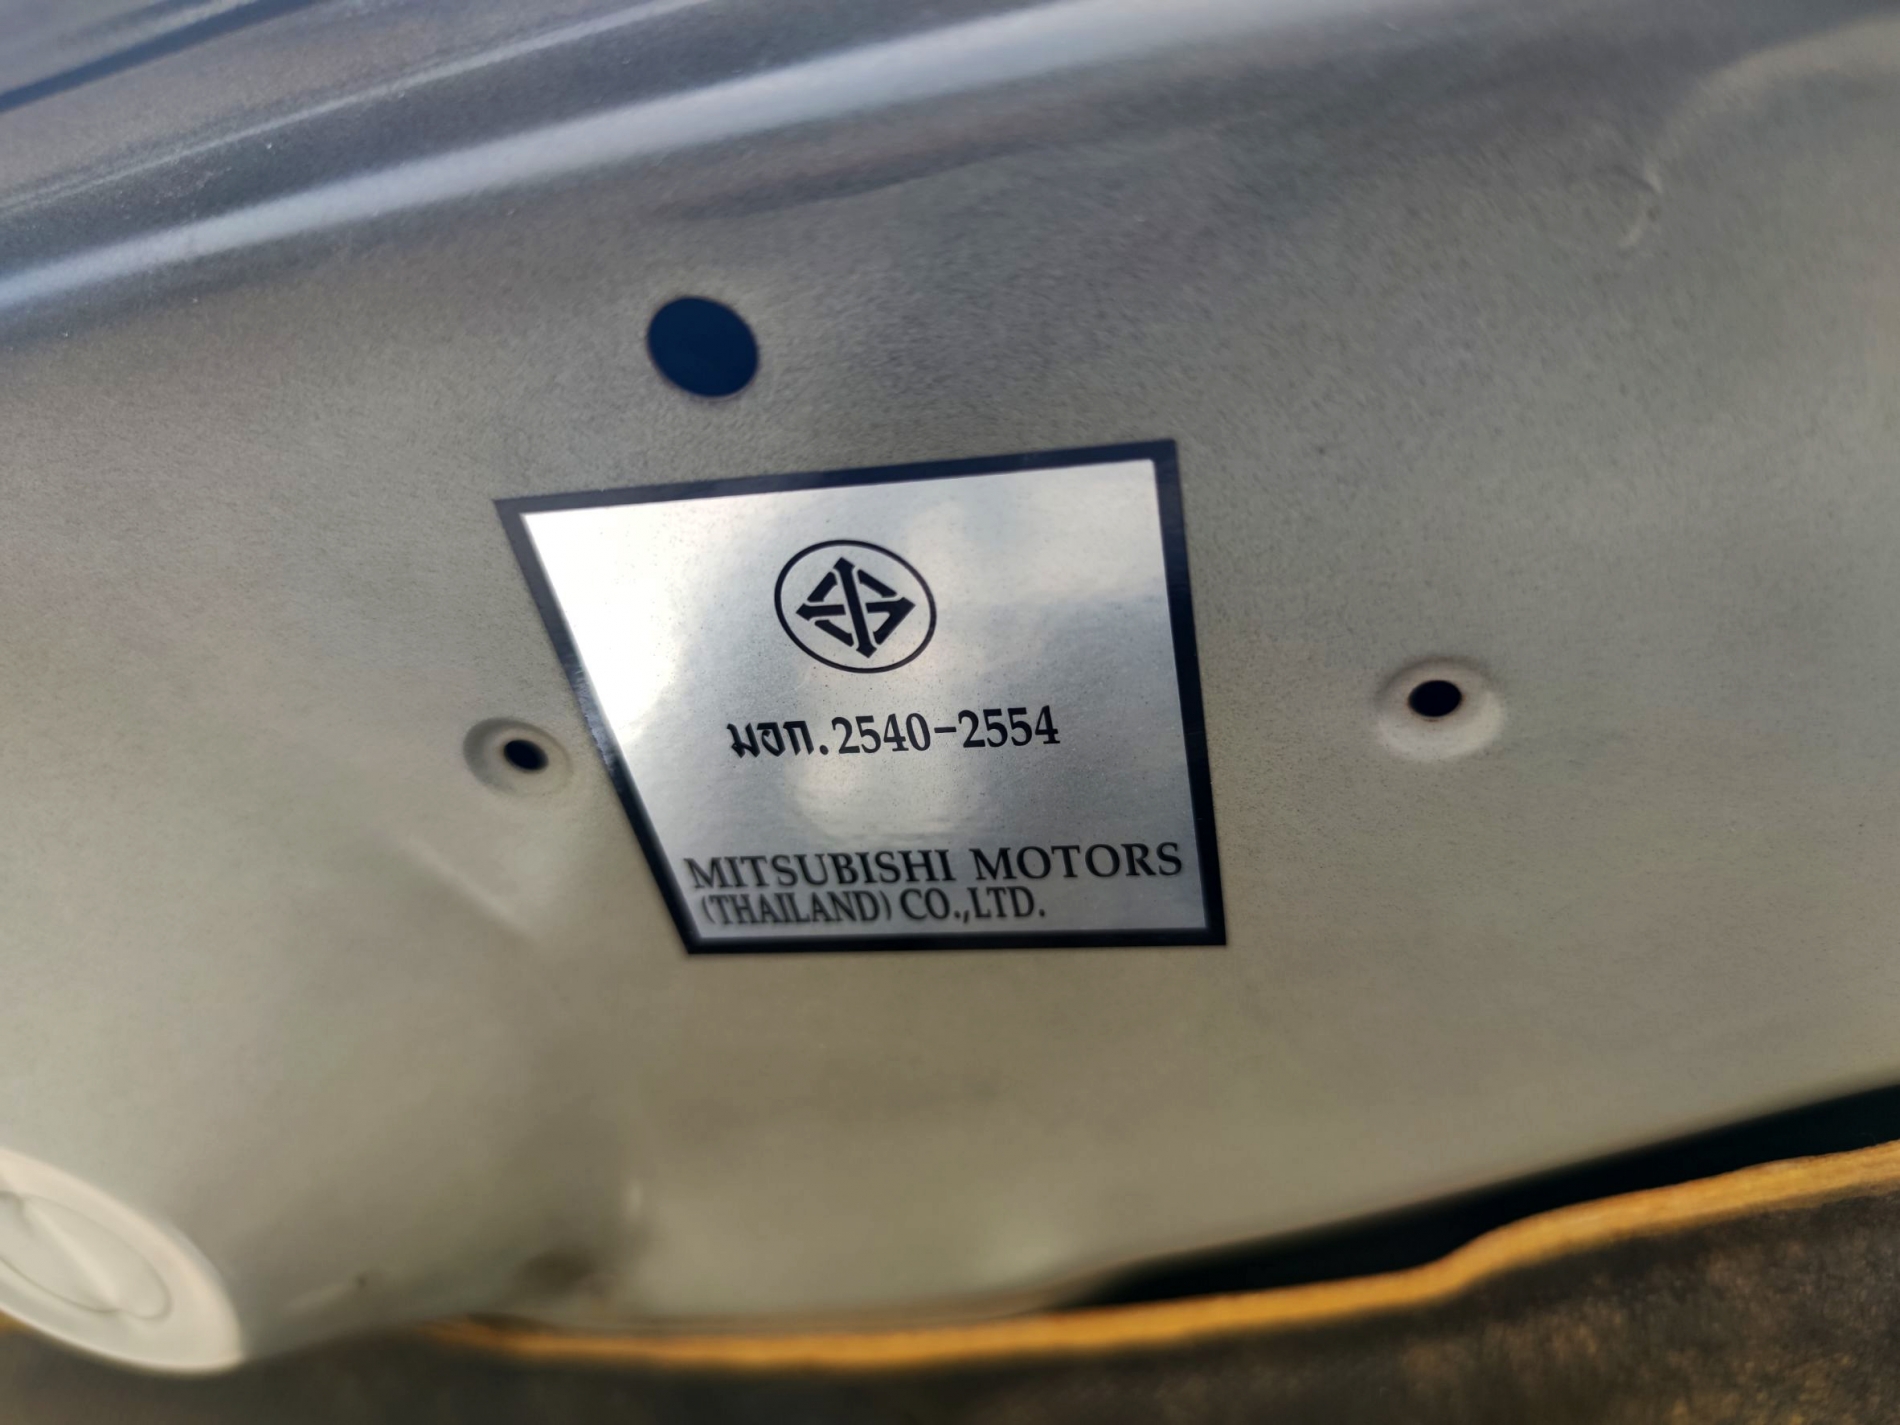 มอก.2540-2554
MITSUBISHI MOTORS
(THAILAND) CO.,LTD.